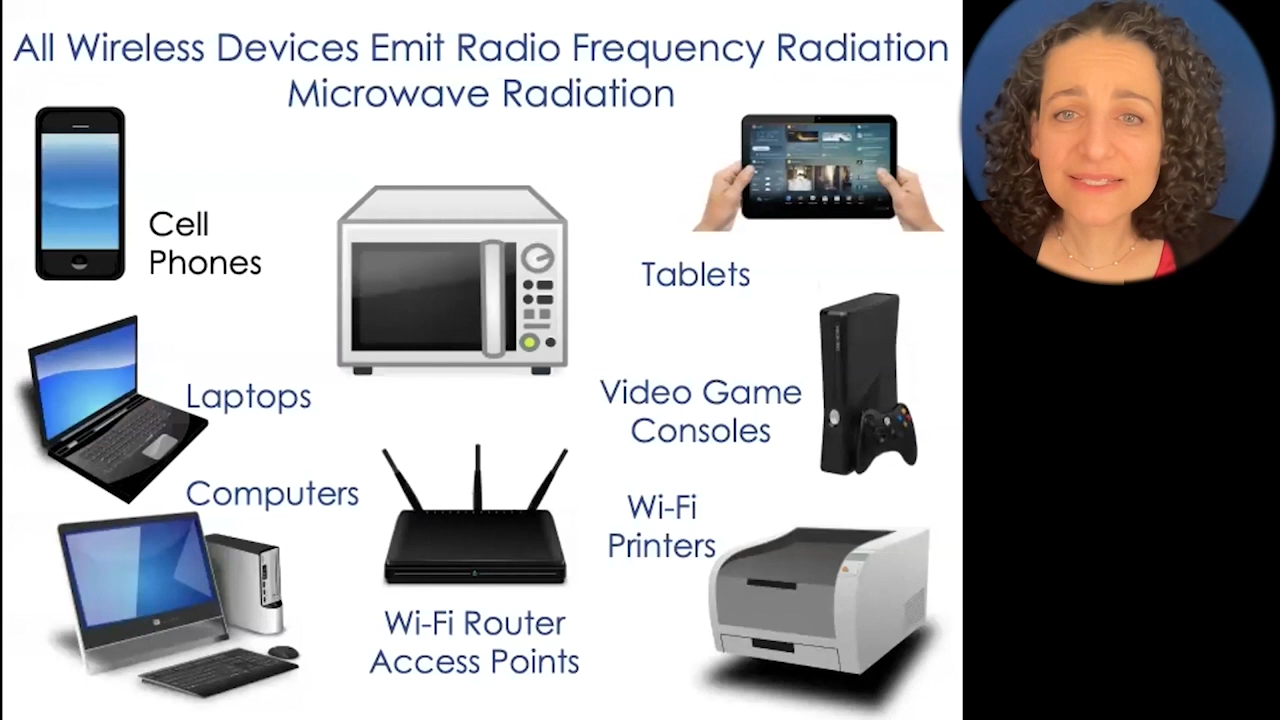 All Wireless Devices Emit Radio Frequency Radiation
Microwave Radiation
Cell
Phones
Tablets
Laptops
Video Game
Consoles
Computers
Wi-Fi
Printers
Wi-Fi Router
Access Points